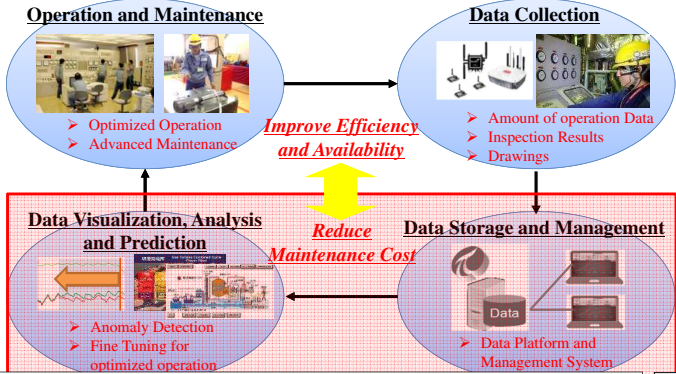 Operation and Maintenance
Optimized Operation
Advanced Maintenance
Data Collection
Amount of operation Data
Inspection Results
Drawings
Improve Efficiency
and Availability
Reduce
Maintenance Cost
Data Visualization, Analysis
and Prediction
Anomaly Detection
Fine Tuning for
optimized operation
Data Storage and Management
Data
Data Platform and
Management System